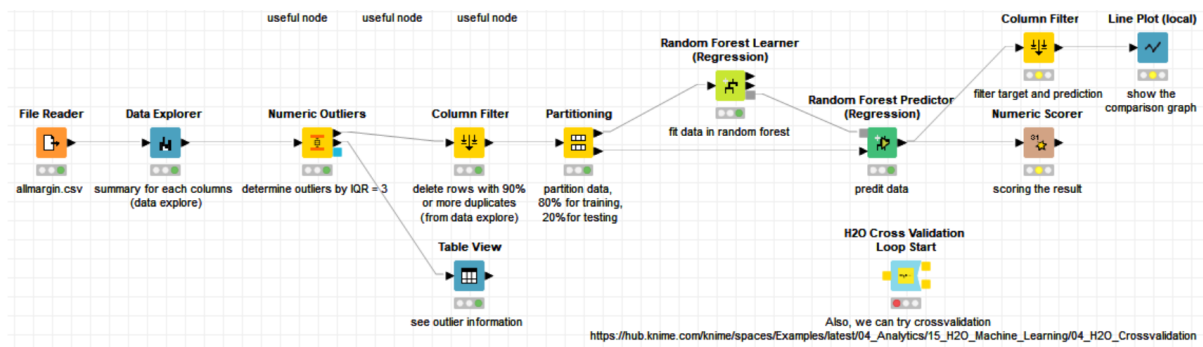 useful node
useful node
useful node
Column Filter
Line Plot (local)
Random Forest Learner
(Regression)
filter target and prediction
show the
comparison graph
File Reader
Data Explorer
Numeric Outliers
Column Filter
Partitioning
fit data in random forest
Random Forest Predictor
(Regression)
Numeric Scorer
allmargin.csv
summary for each columns
(data explore)
determine outliers by IQR = 3
delete rows with 90%
or more duplicates
(from data explore)
partition data,
80% for training,
20%for testing
predit data
scoring the result
Table View
see outlier information
H2O Cross Validation
Loop Start
Also, we can try crossvalidation
https://hub.knime.com/knime/spaces/Examples/latest/04_Analytics/15_H2O_Machine_Learning/04_H2O_Crossvalidation